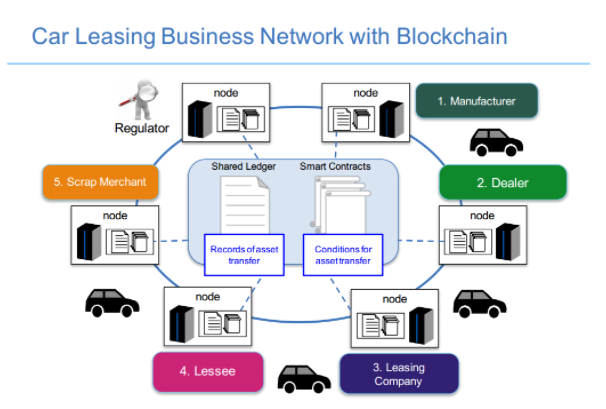 Car Leasing Business Network with Blockchain
node
node
1. Manufacturer
Regulator
Shared Ledger
Smart Contracts
5. Scrap Merchant
2. Dealer
node
node
Records of asset
transfer
Conditions for
asset transfer
node
node
4. Lessee
3. Leasing
Company